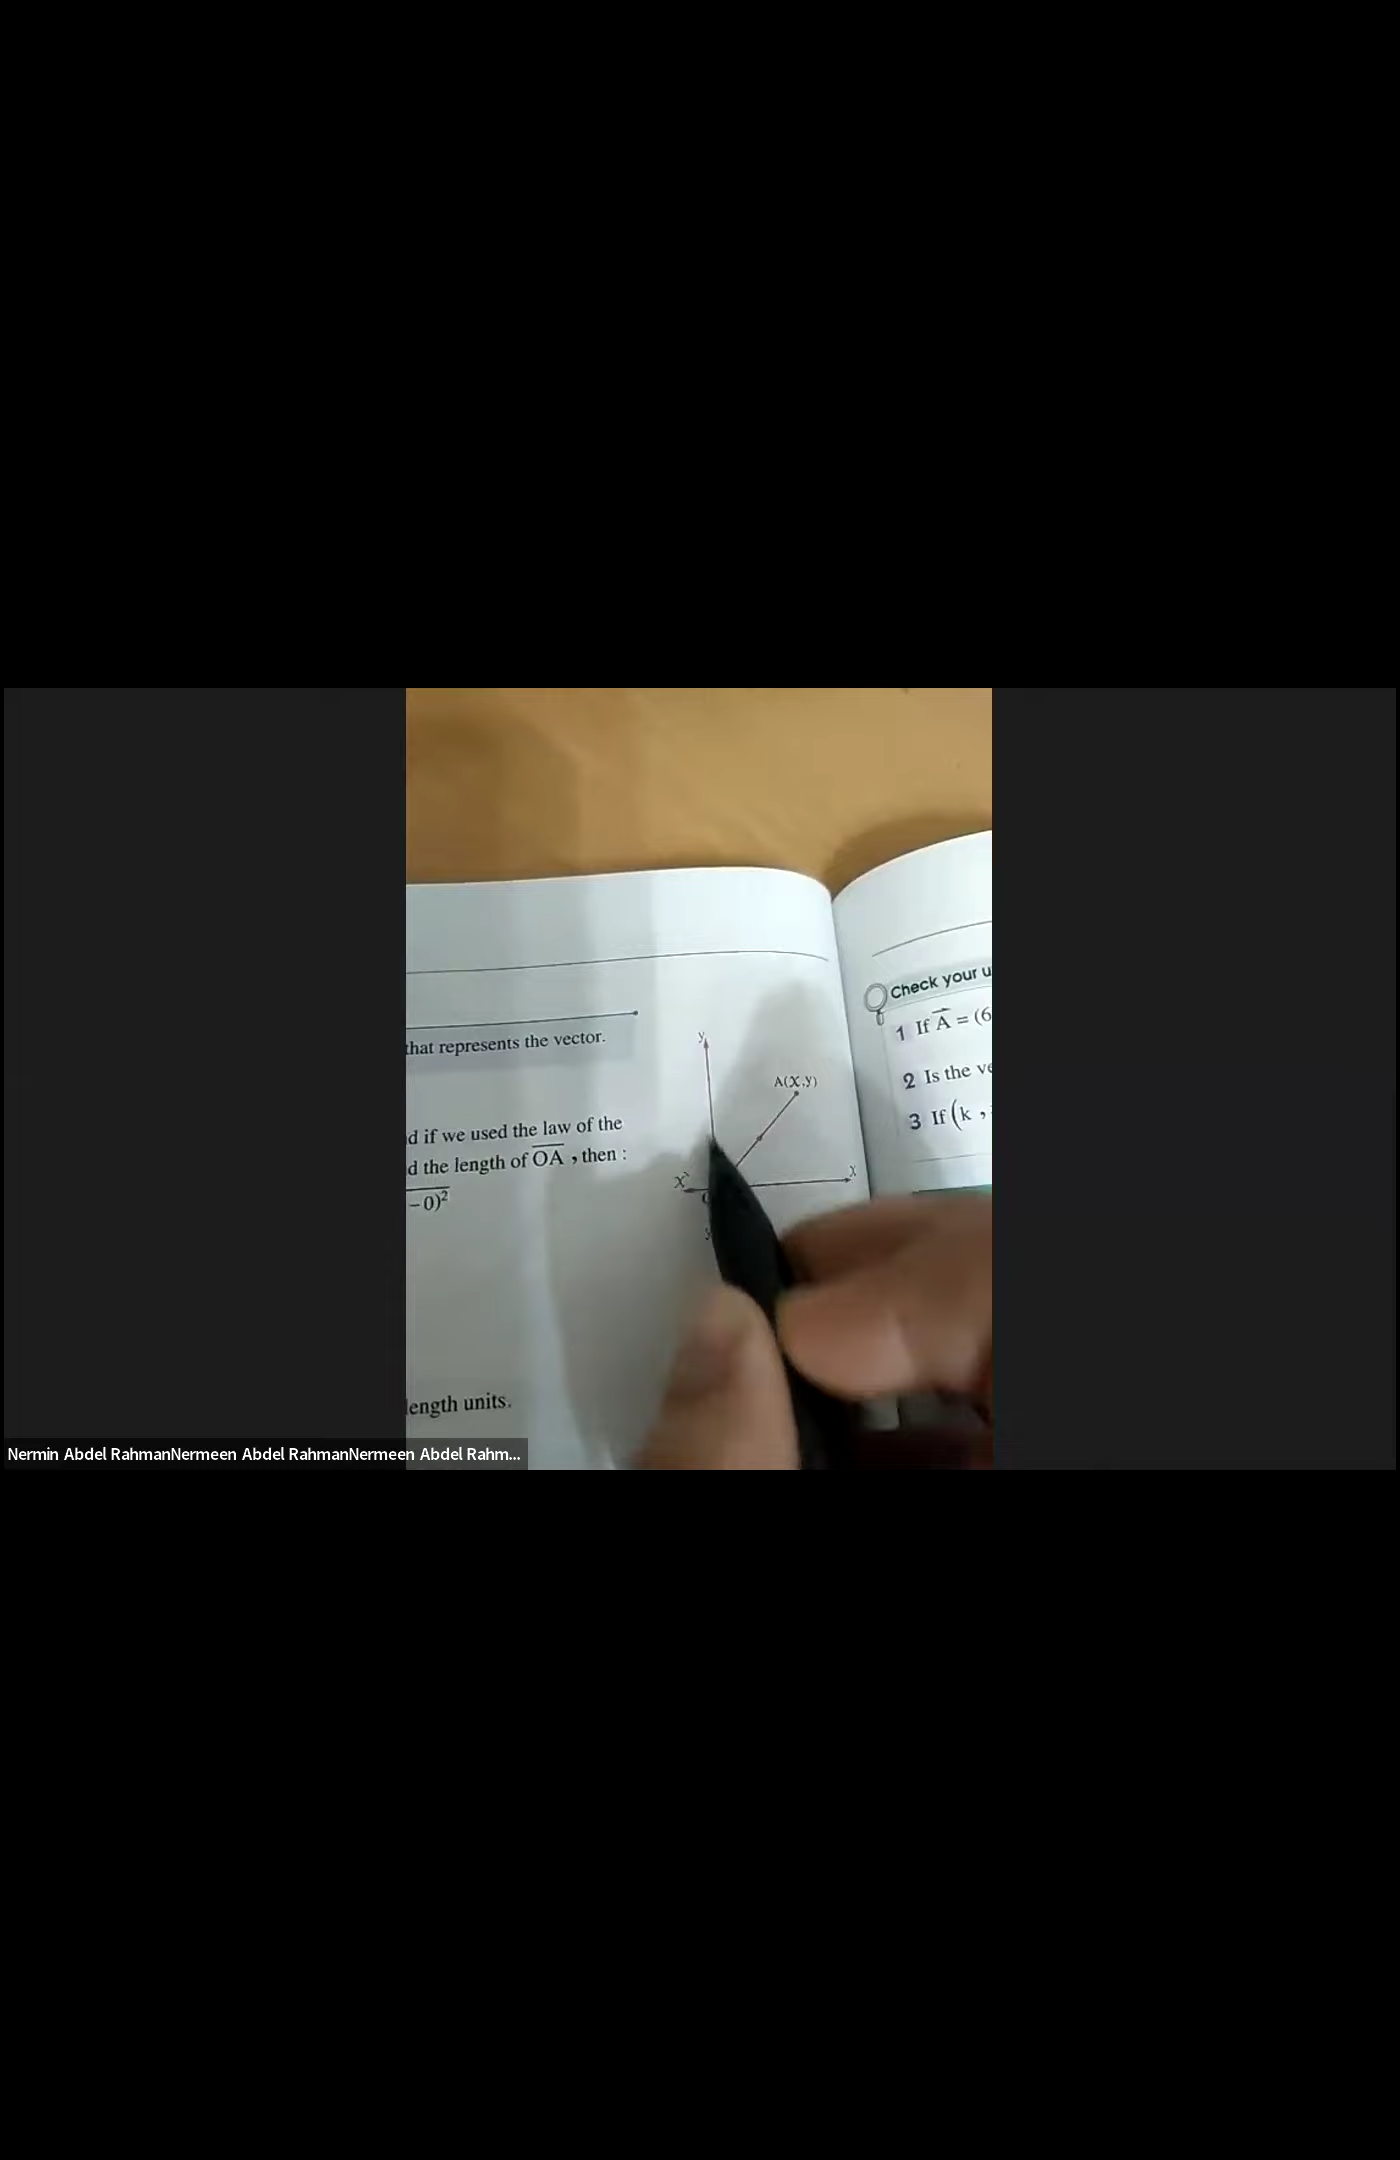 that represents the vector.
d if we used the law of the
d the length of OA , then :
– 0)²
length units.
y
A(X,y)
X`
X
Check your u
1 If A = (6
2 Is the ve
3 If (k ,
Nermin Abdel RahmanNermeen Abdel RahmanNermeen Abdel Rahm...